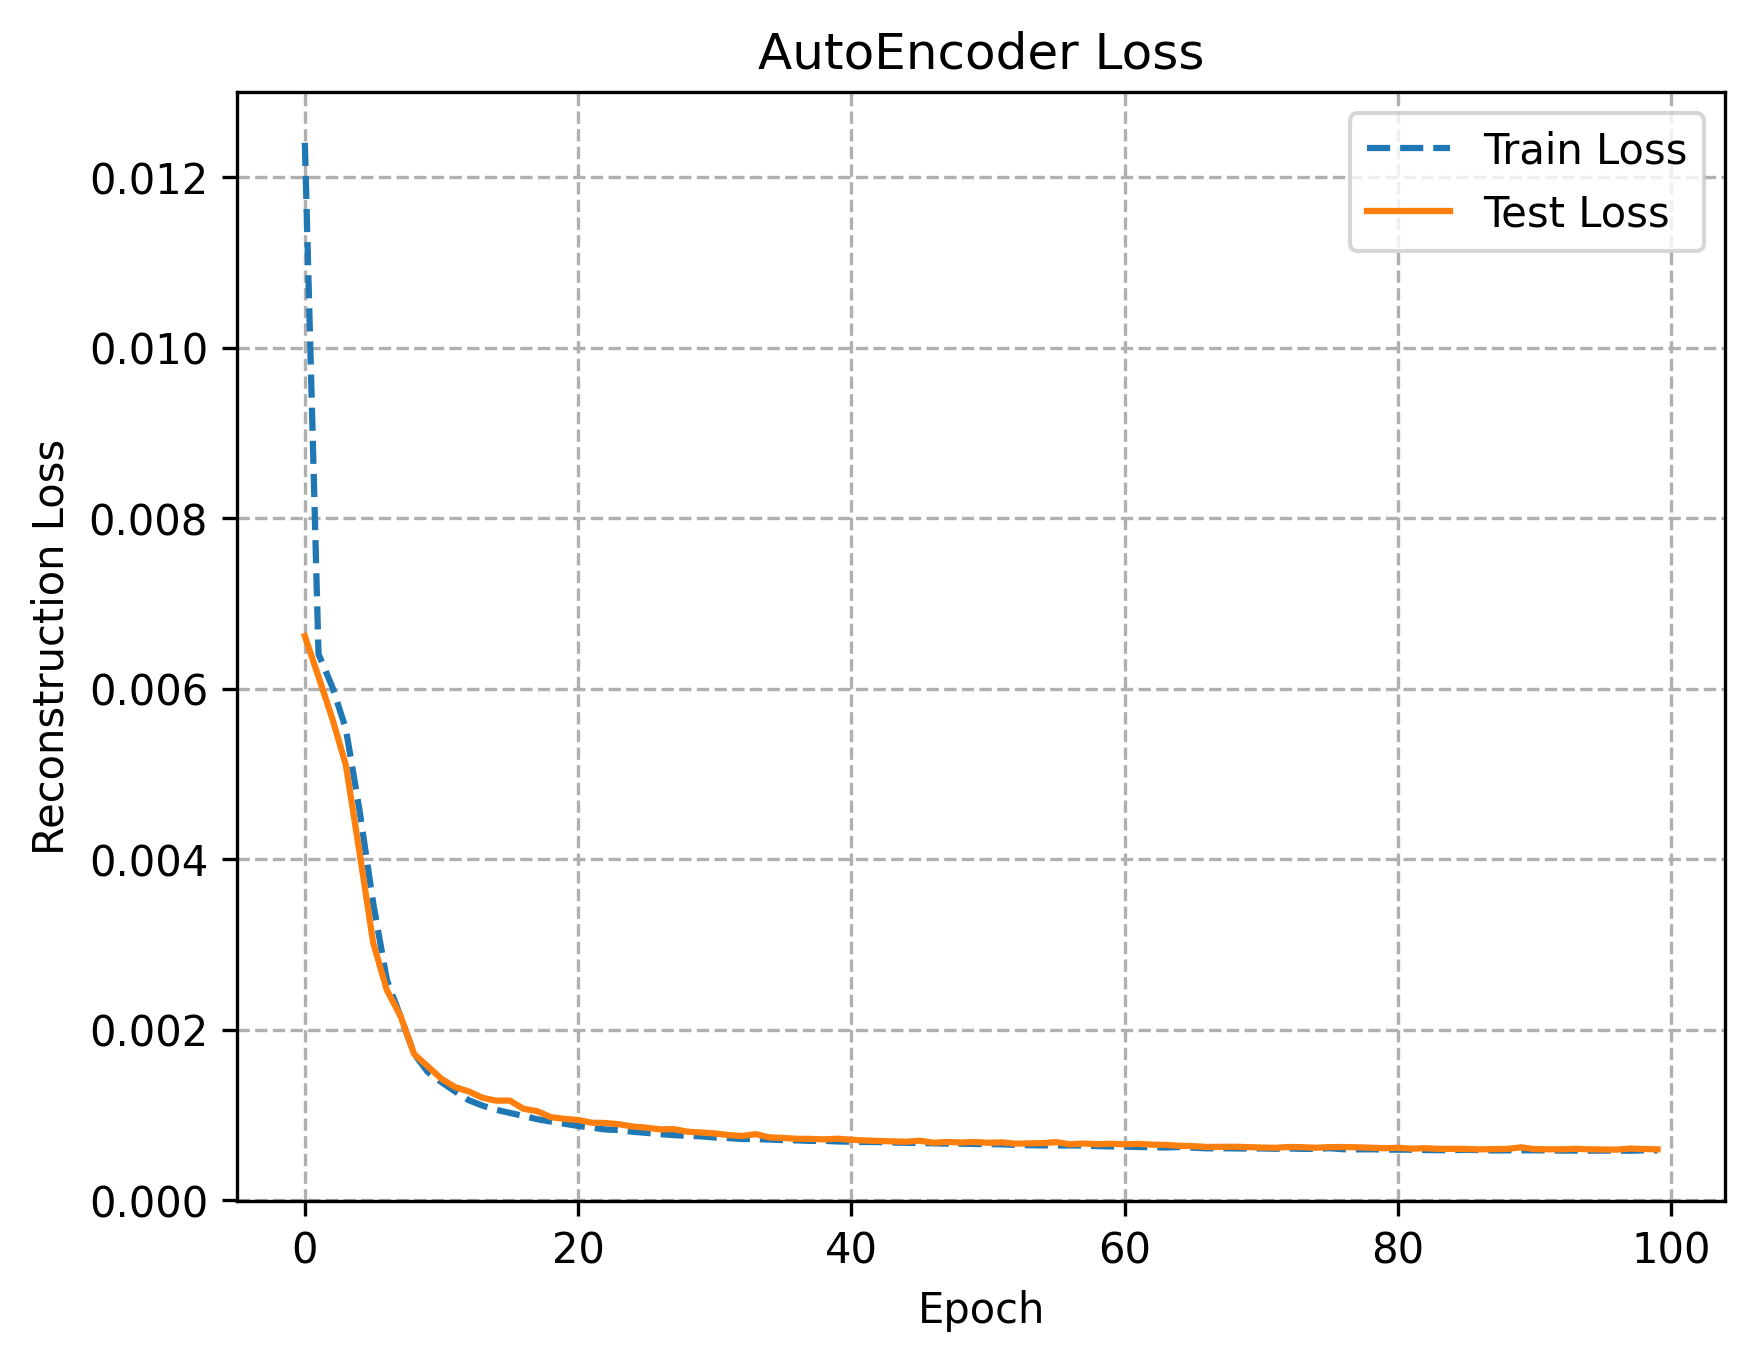 AutoEncoder Loss
Train Loss
Test Loss
Reconstruction Loss
0.012
0.010
0.008
0.006
0.004
0.002
0.000
0 20 40 60 80 100
Epoch